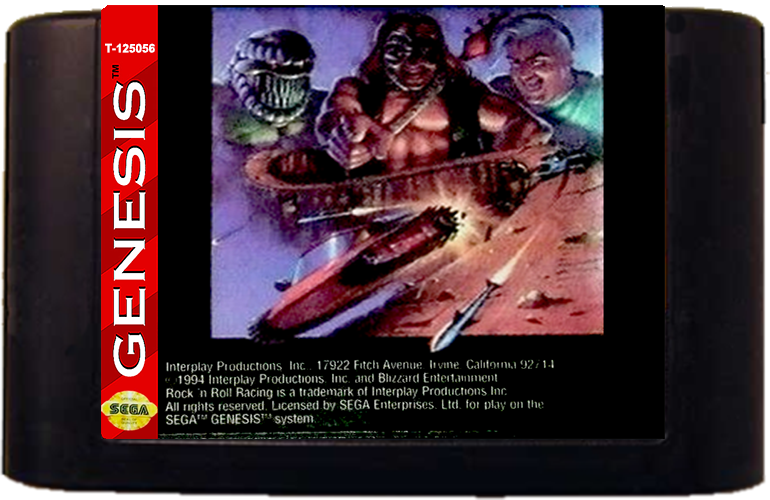 T-125056
GENESIS™
SEGA
Interplay Productions, Inc., 17922 Fitch Avenue, Irvine, California 92714
©1994 Interplay Productions, Inc. and Blizzard Entertainment
Rock 'n Roll Racing is a trademark of Interplay Productions Inc
All rights reserved. Licensed by SEGA Enterprises, Ltd. for play on the
SEGA™ GENESIS™ system.